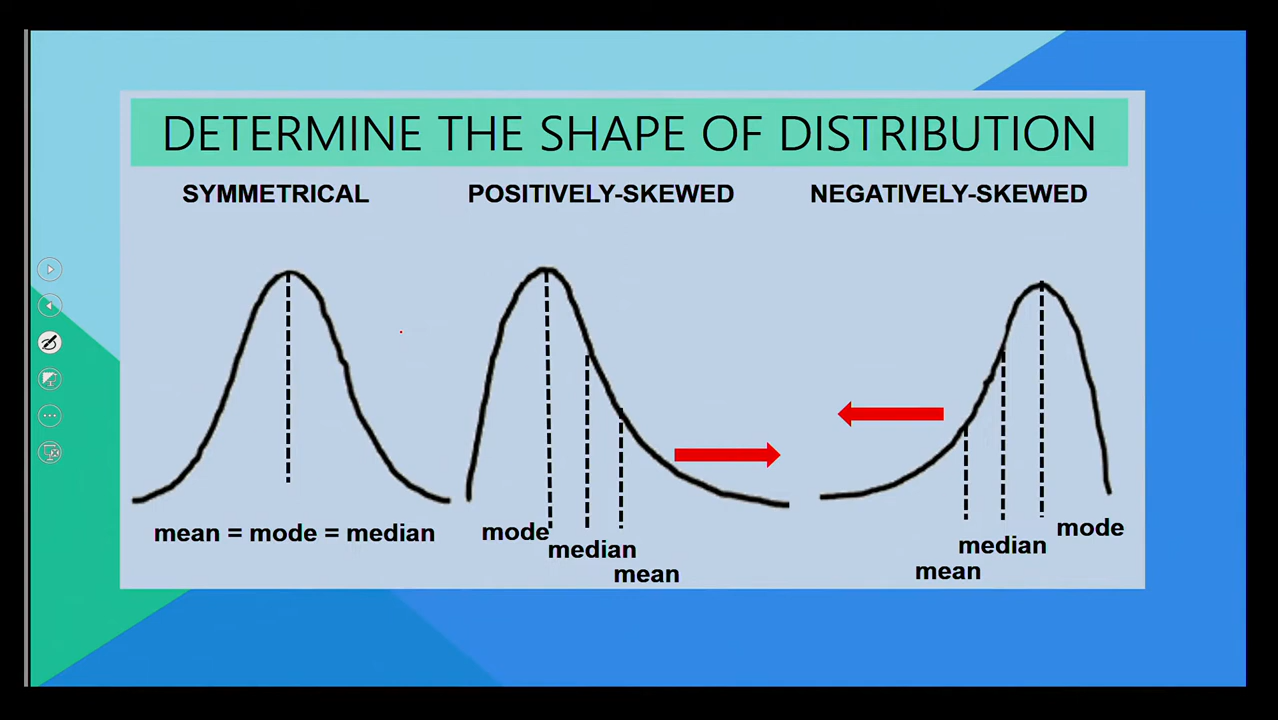 DETERMINE THE SHAPE OF DISTRIBUTION
SYMMETRICAL
POSITIVELY-SKEWED
NEGATIVELY-SKEWED
mean = mode = median
mode
median
mean
mode
median
mean